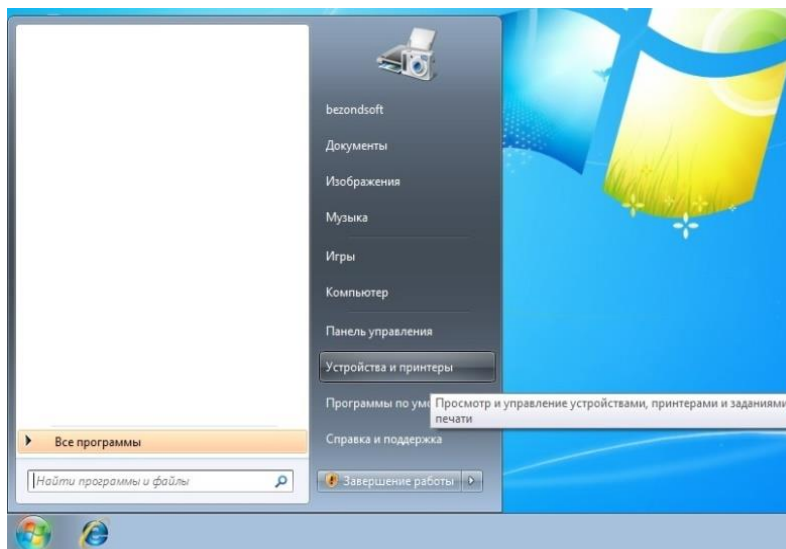 bezondsoft
Документы
Изображения
Музыка
Игры
Компьютер
Панель управления
Устройства и принтеры
Программы по умо
Просмотр и управление устройствами, принтерами и заданиями
печати
Все программы
Справка и поддержка
Найти программы и файлы
Завершение работы